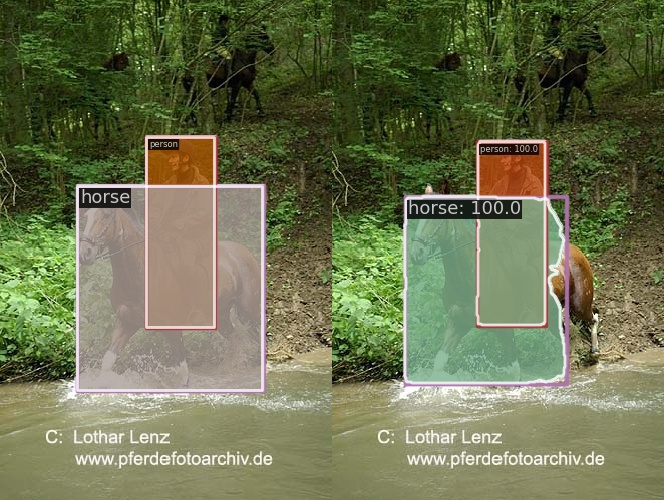 person
horse
C: Lothar Lenz
www.pferdefotoarchiv.de
person: 100.0
horse: 100.0
C: Lothar Lenz
www.pferdefotoarchiv.de